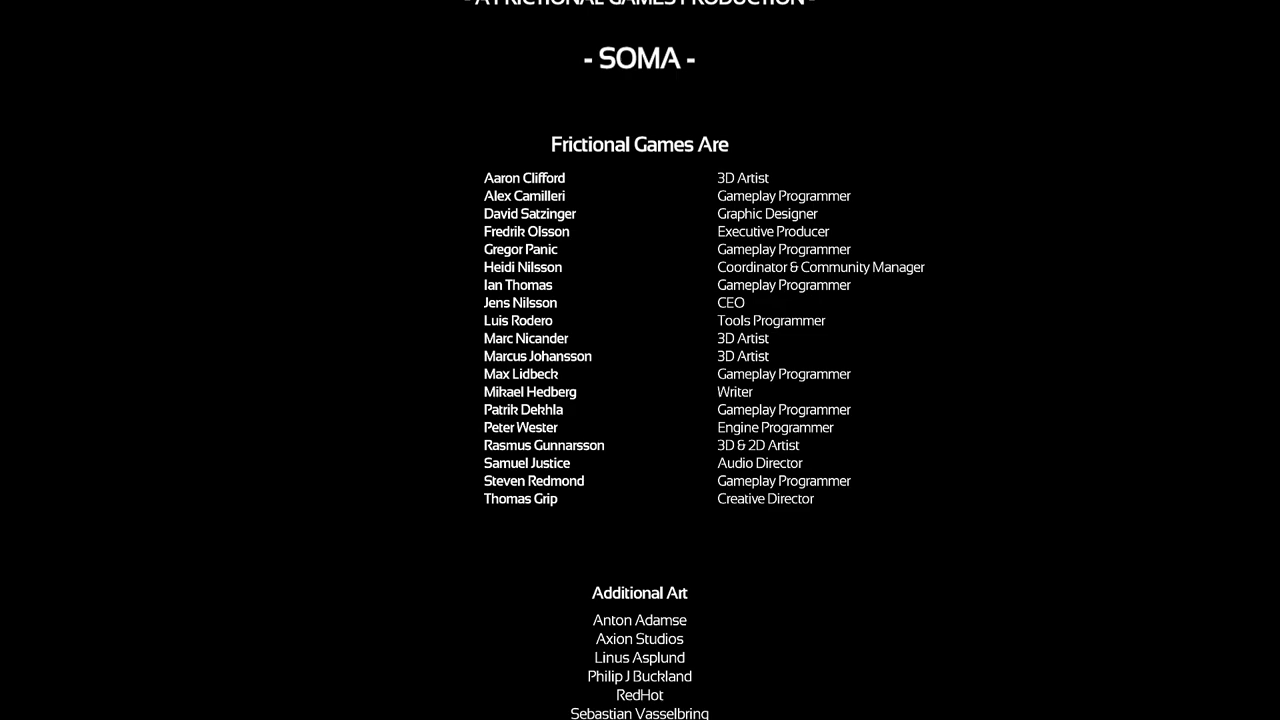 - A FRICTIONAL GAMES PRODUCTION -
- SOMA -
Frictional Games Are
Aaron Clifford 3D Artist
Alex Camilleri Gameplay Programmer
David Satzinger Graphic Designer
Fredrik Olsson Executive Producer
Gregor Panic Gameplay Programmer
Heidi Nilsson Coordinator & Community Manager
Ian Thomas Gameplay Programmer
Jens Nilsson CEO
Luis Rodero Tools Programmer
Marc Nicander 3D Artist
Marcus Johansson 3D Artist
Max Lidbeck Gameplay Programmer
Mikael Hedberg Writer
Patrik Dekhla Gameplay Programmer
Peter Wester Engine Programmer
Rasmus Gunnarsson 3D & 2D Artist
Samuel Justice Audio Director
Steven Redmond Gameplay Programmer
Thomas Grip Creative Director
Additional Art
Anton Adamse
Axion Studios
Linus Asplund
Philip J Buckland
RedHot
Sebastian Vasselbring